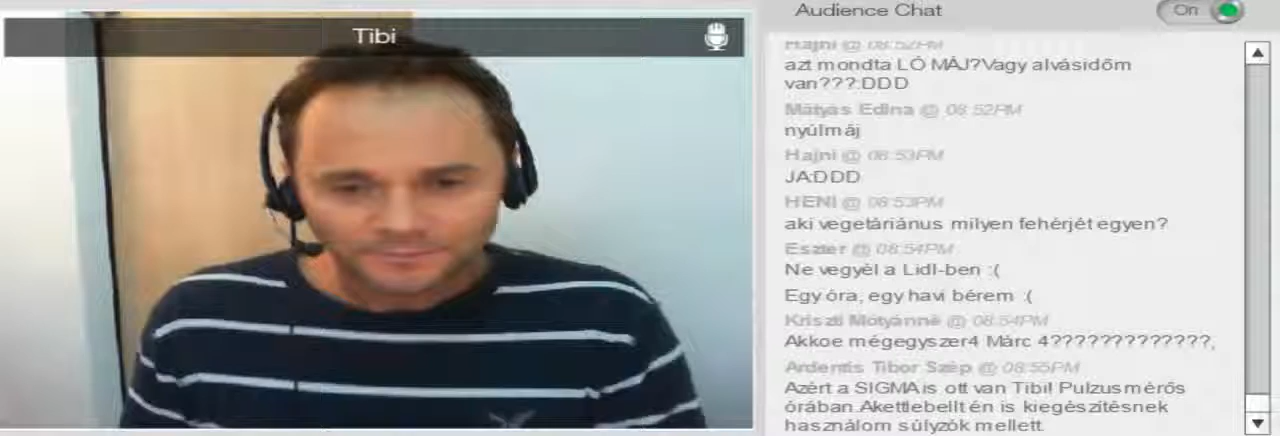 Tibi
Audience Chat
On
Hajni @ 08:52PM
azt mondta LÓ MÁJ?Vagy alvásidőm
van???:DDD
Mátyás Edina @ 08:52PM
nyúlmáj
Hajni @ 08:53PM
JA:DDD
HENI @ 08:53PM
aki vegetáriánus milyen fehérjét egyen?
Eszter @ 08:54PM
Ne vegyél a Lidl-ben :(
Egy óra, egy havi bérem :(
Kriszti Mótyánné @ 08:54PM
Akkoe mégegyszer4 Márc 4?????????????,
Ardentis Tibor Szép @ 08:55PM
Azért a SIGMA is ott van Tibi! Pulzusmérős
órában.Akettlebellt én is kiegészítésnek
használom súlyzók mellett